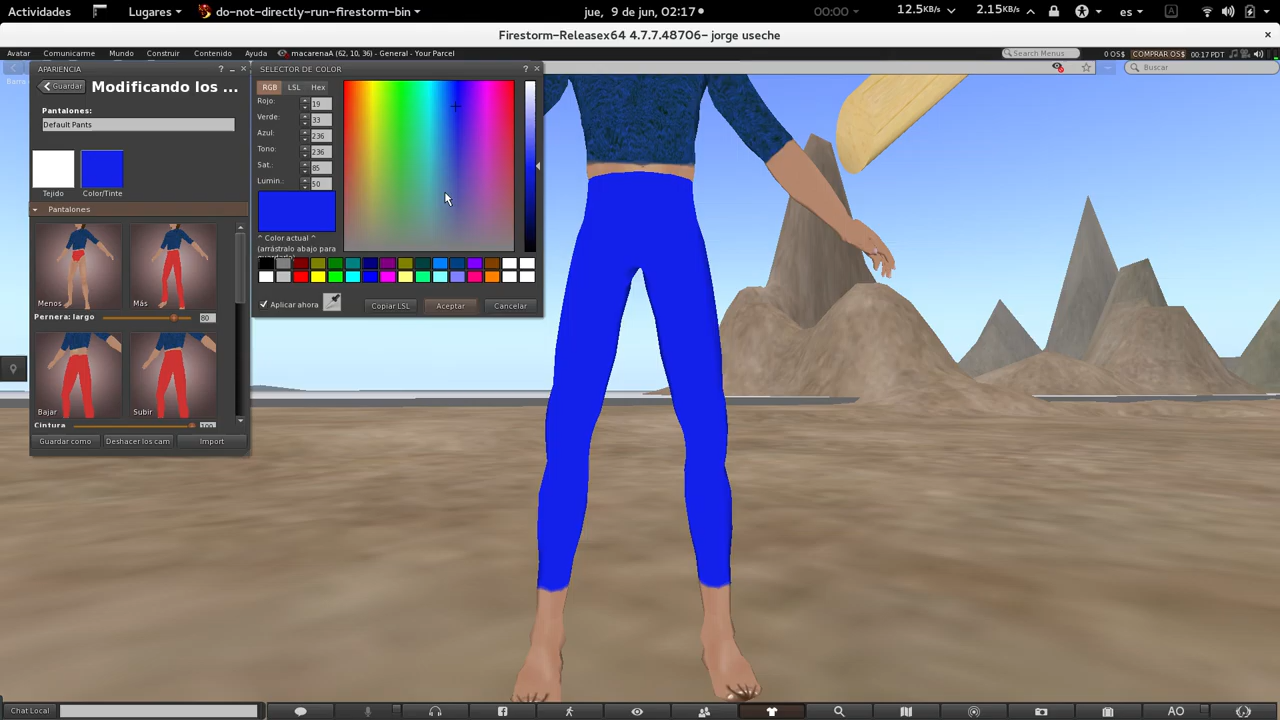 Actividades Lugares do-not-directly-run-firestorm-bin jue, 9 de jun, 02:17 00:00 12.5KB/s 2.15KB/s es A
Firestorm-Releasex64 4.7.7.48706- jorge useche ×
Avatar Comunicarme Mundo Construir Contenido Ayuda macarenaA (62, 10, 36) - General - Your Parcel Search Menus 0 OS$ COMPRAR OS$ 00:17 PDT
Buscar
APARIENCIA ?
Guardar Modificando los ...
Pantalones:
Default Pants
Tejido Color/Tinte
Pantalones
Menos Más
Pernera: largo 80
Bajar Subir
Cintura 100
Guardar como Deshacer los cam Import
SELECTOR DE COLOR ?
RGB LSL Hex
Rojo: 19
Verde: 33
Azul: 236
Tono: 236
Sat.: 85
Lumin.: 50
^ Color actual ^
(arrástralo abajo para
Aplicar ahora Copiar LSL Aceptar Cancelar
Chat Local AO